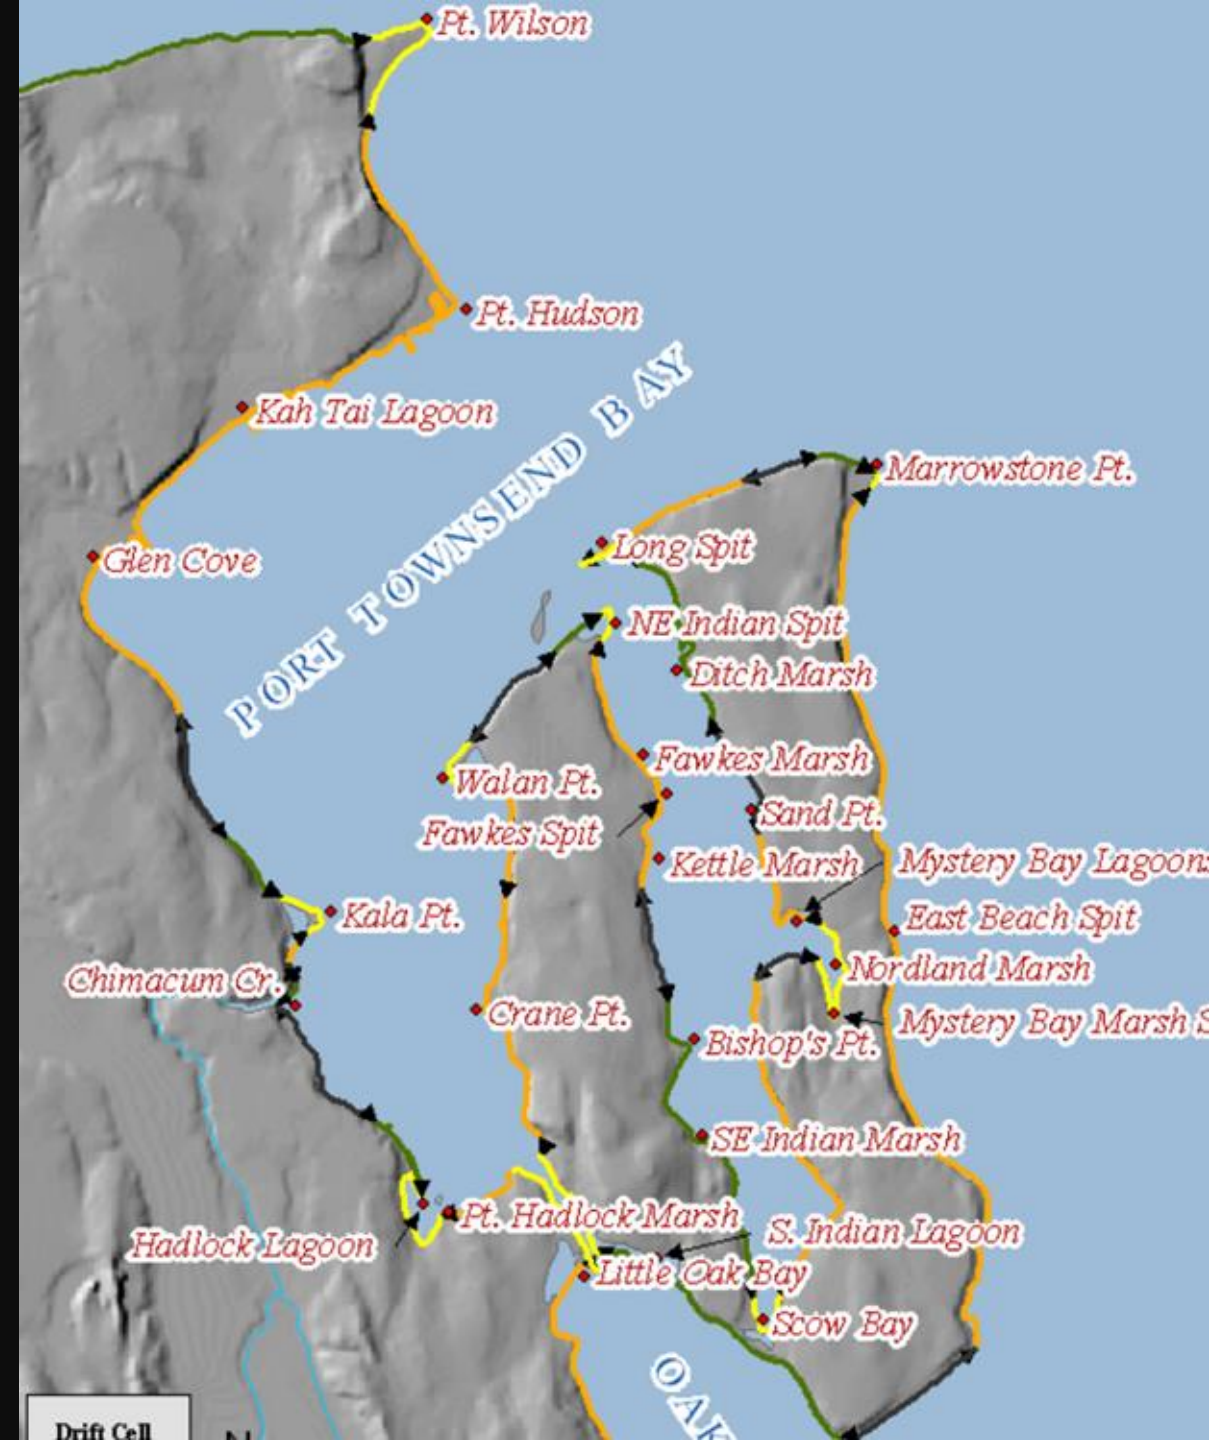 Pt. Wilson
Pt. Hudson
Kah Tai Lagoon
PORT TOWNSEND BAY
Marrowstone Pt.
Glen Cove
Long Spit
NE Indian Spit
Ditch Marsh
Fawkes Marsh
Walan Pt.
Sand Pt.
Fawkes Spit
Kettle Marsh
Mystery Bay Lagoons
Kala Pt.
East Beach Spit
Chimacum Cr.
Nordland Marsh
Crane Pt.
Mystery Bay Marsh S
Bishop's Pt.
SE Indian Marsh
Pt. Hadlock Marsh
S. Indian Lagoon
Hadlock Lagoon
Little Oak Bay
Scow Bay
OAK
Drift Cell
N